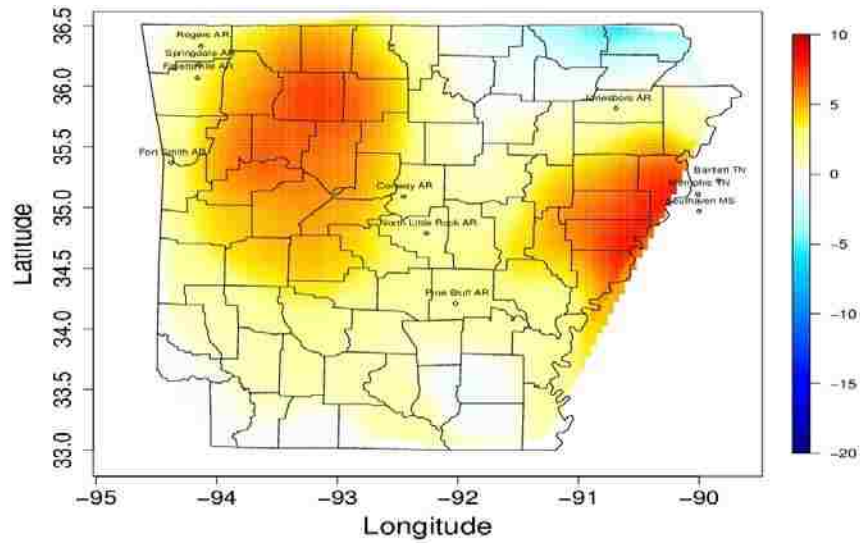 36.5
36.0
35.5
35.0
34.5
34.0
33.5
33.0
Latitude
Rogers AR
Springdale AR
Fayetteville AR
Fort Smith AR
Jonesboro AR
Bartlett TN
Memphis TN
Southaven MS
Conway AR
North Little Rock AR
Pine Bluff AR
−95
−94
−93
−92
−91
−90
Longitude
10
5
0
−5
−10
−15
−20